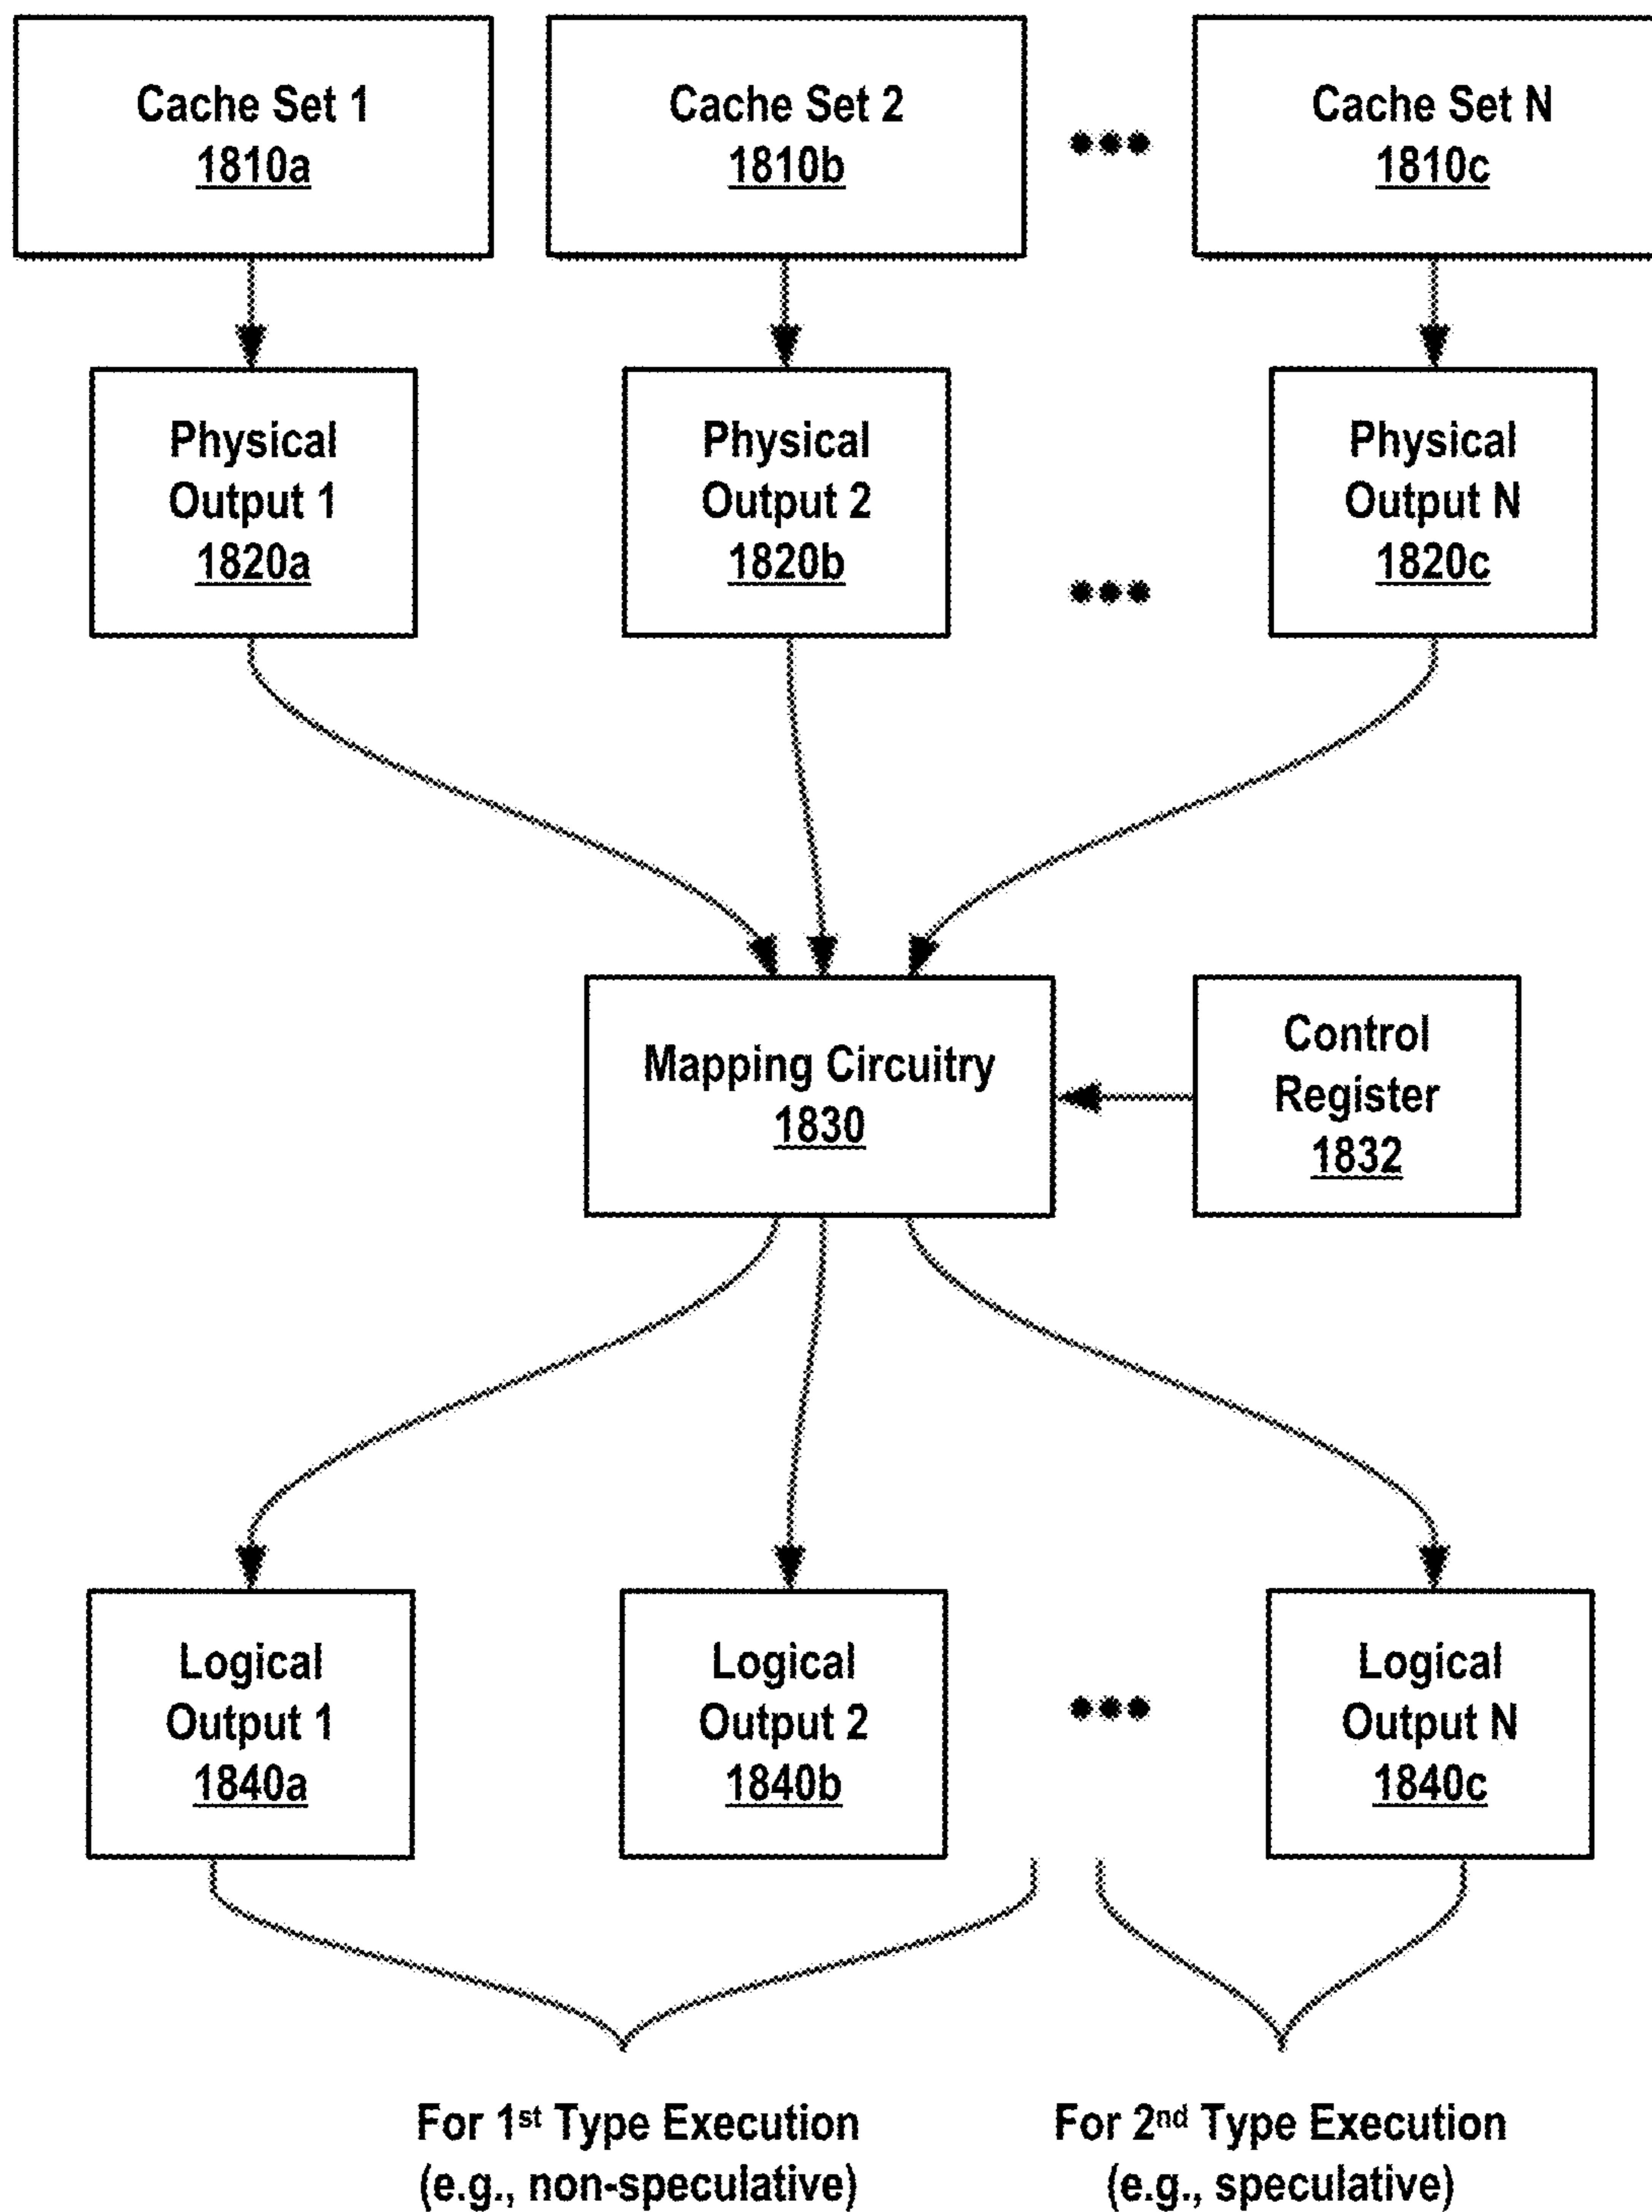 Cache Set 1
1810a
Cache Set 2
1810b
Cache Set N
1810c
Physical
Output 1
1820a
Physical
Output 2
1820b
Physical
Output N
1820c
Mapping Circuitry
1830
Control
Register
1832
Logical
Output 1
1840a
Logical
Output 2
1840b
Logical
Output N
1840c
For 1st Type Execution
(e.g., non-speculative)
For 2nd Type Execution
(e.g., speculative)